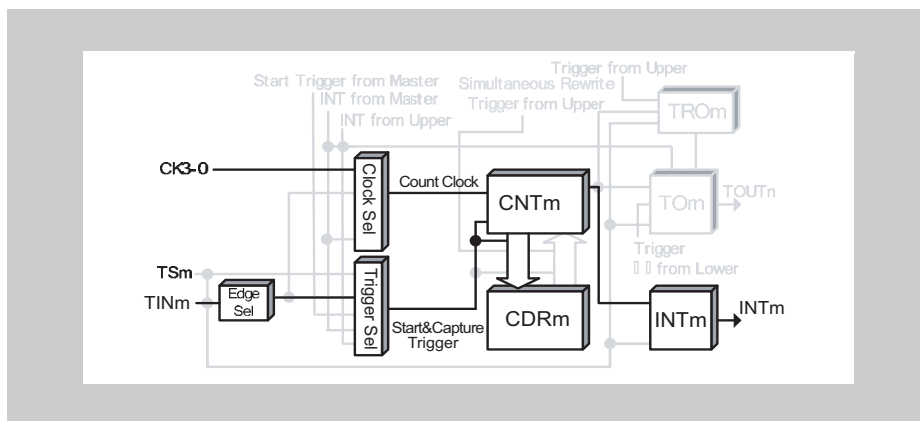 Trigger from Upper
Start Trigger from Master
Simultaneous Rewrite
INT from Master
Trigger from Upper
INT from Upper
TROm
CK3-0
Clock Sel
Count Clock
CNTm
TOm
TOUTn
Trigger
▯ ▯ from Lower
TSm
TINm
Edge
Sel
Trigger Sel
Start&Capture
Trigger
CDRm
INTm
INTm